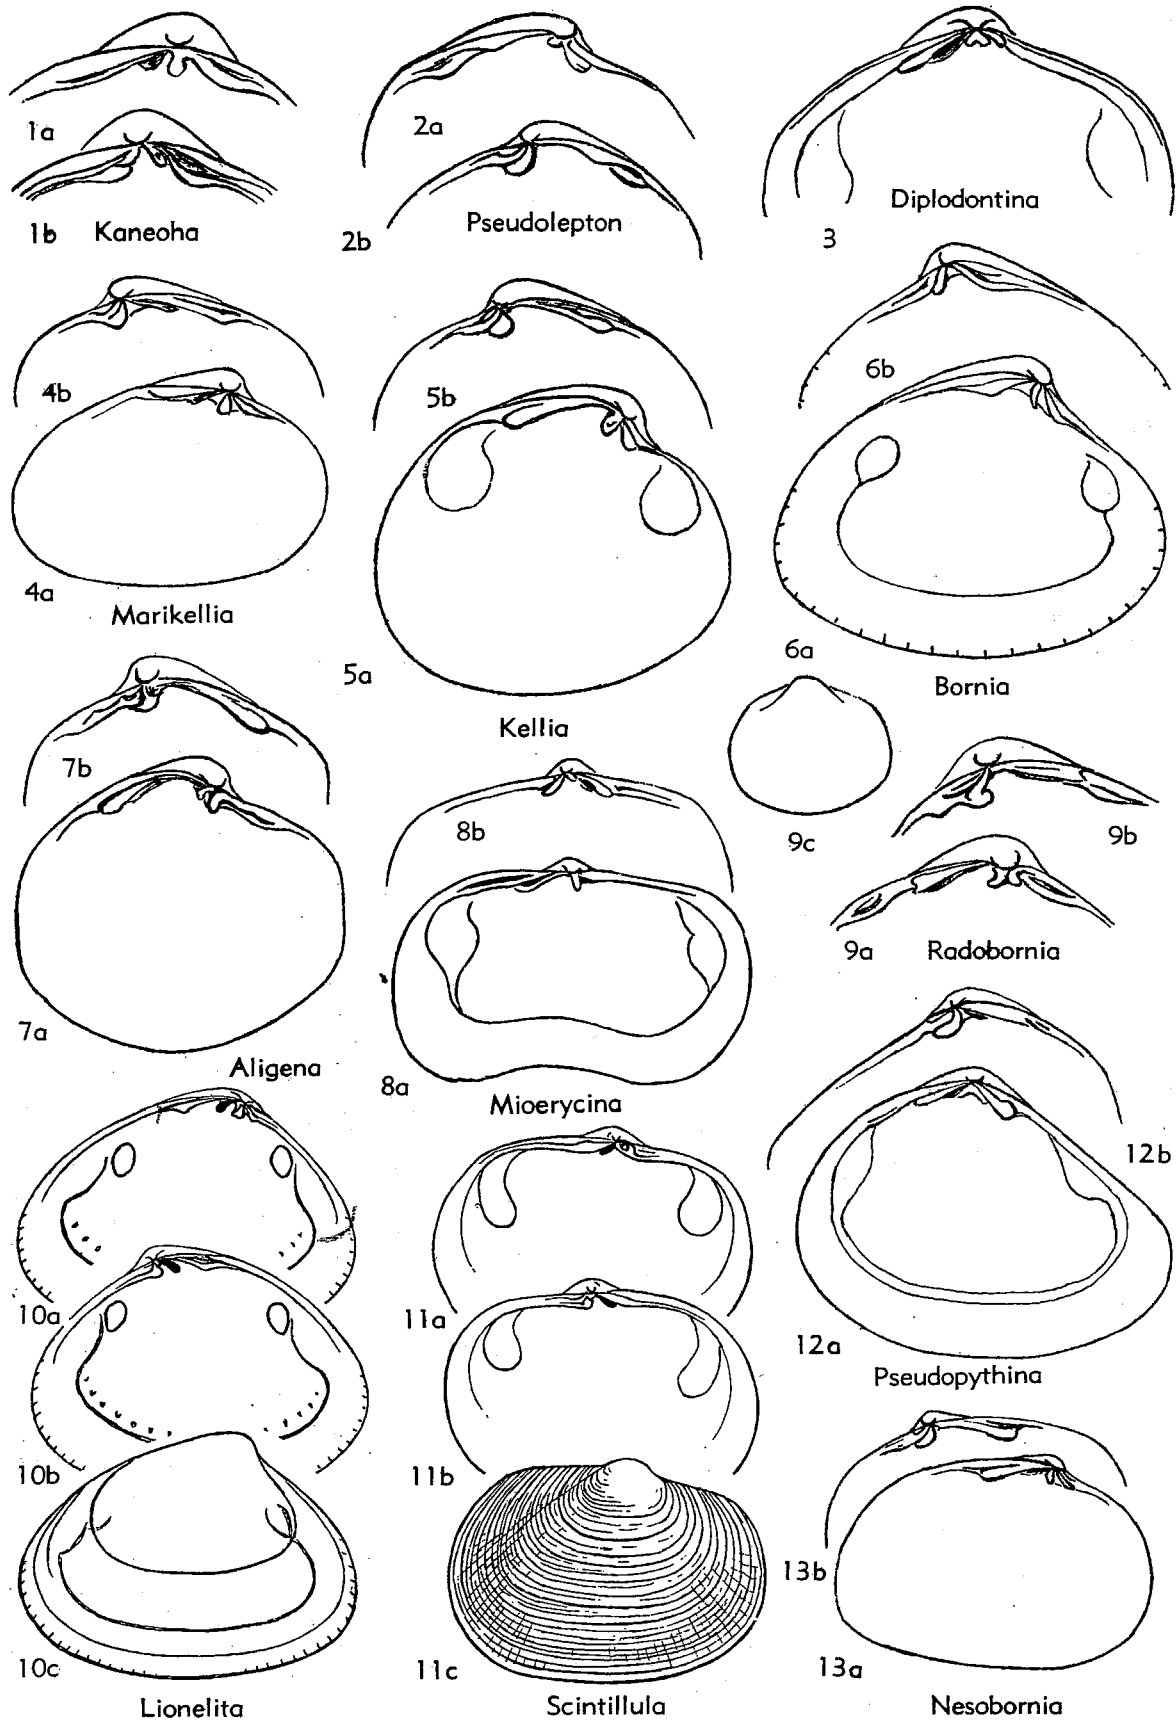 1a
1b Kaneoha
2a
2b Pseudolepton
Diplodontina
3
4b
4a
Marikellia
5b
5a
Kellia
6b
6a
Bornia
7b
7a
Aligena
8b
8a
Mioerycina
9c
9b
9a Radobornia
10a
10b
10c
Lionelita
11a
11b
11c
Scintillula
12b
12a
Pseudopythina
13b
13a
Nesobornia